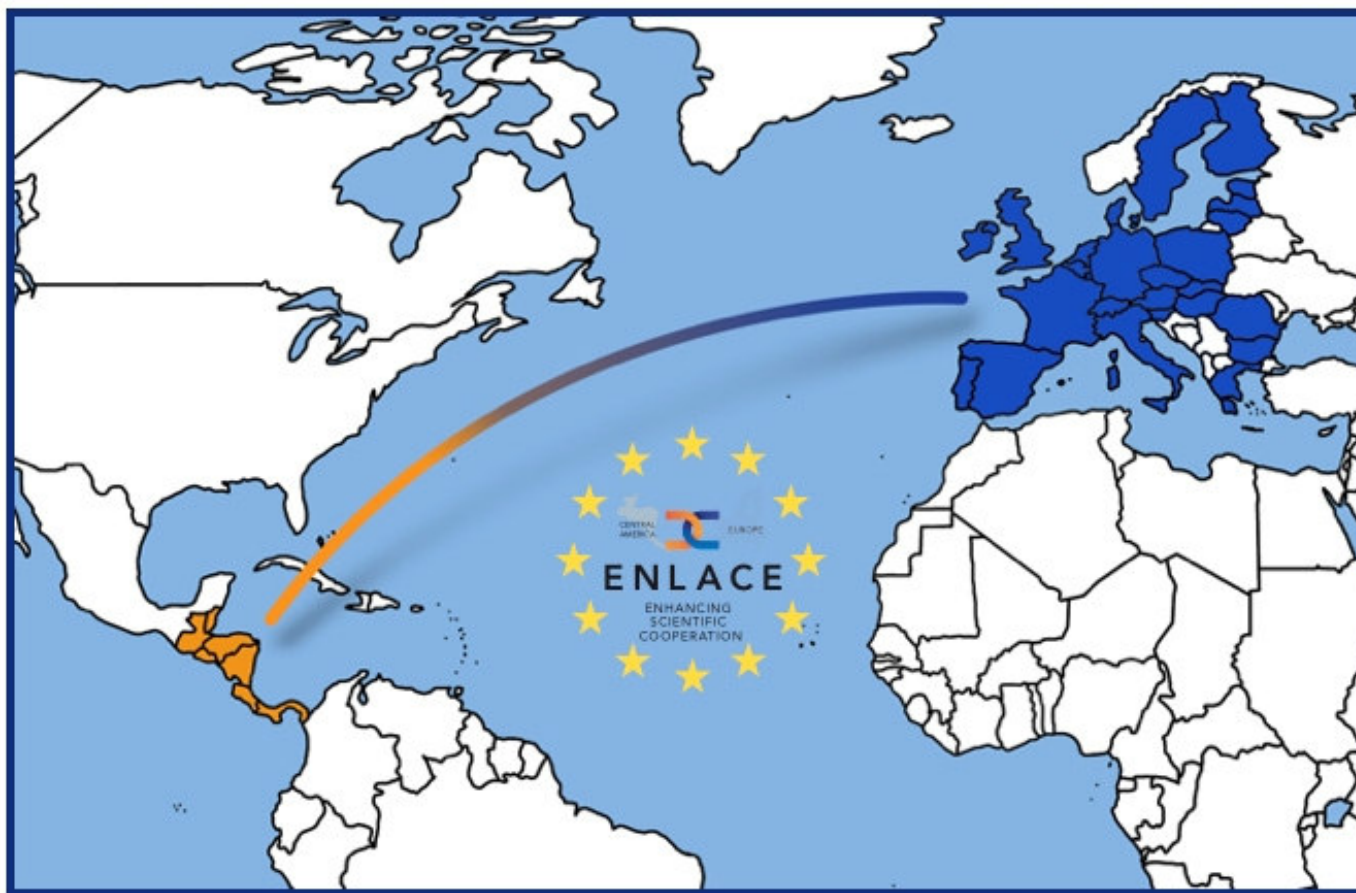 CENTRAL
AMERICA
EUROPE
ENLACE
ENHANCING
SCIENTIFIC
COOPERATION